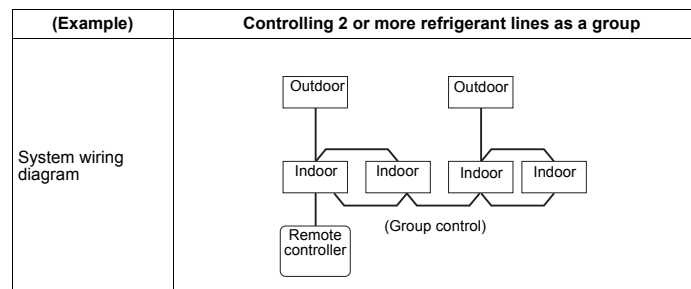 (Example)
Controlling 2 or more refrigerant lines as a group
System wiring
diagram
Outdoor
Outdoor
Indoor
Indoor
Indoor
Indoor
(Group control)
Remote
controller